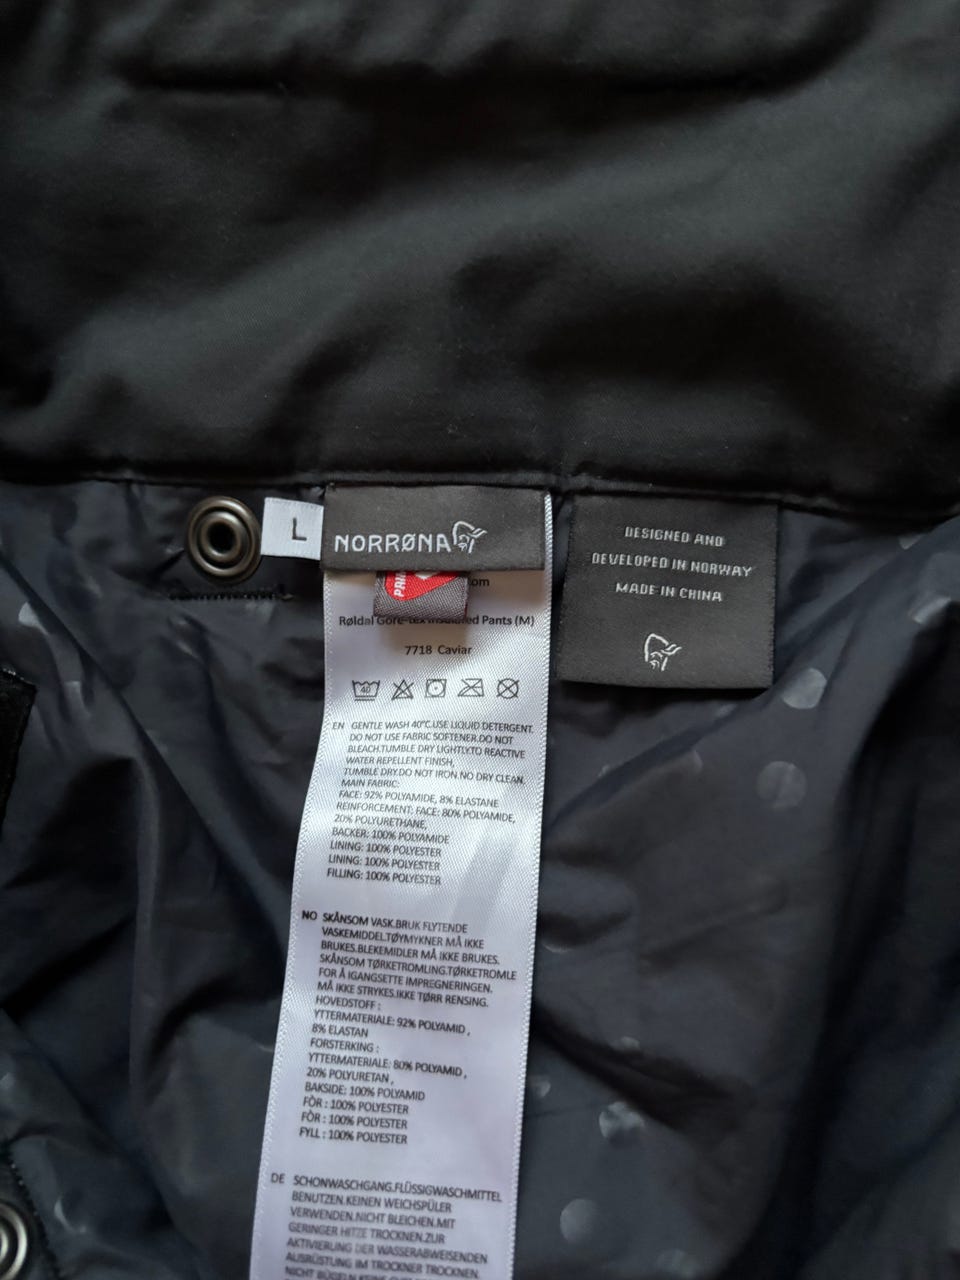 L
NORRØNA
DESIGNED AND
DEVELOPED IN NORWAY
MADE IN CHINA
om
Røldal Gore-tex Insulated Pants (M)
7718 Caviar
40
EN GENTLE WASH 40°C.USE LIQUID DETERGENT.
DO NOT USE FABRIC SOFTENER.DO NOT
BLEACH.TUMBLE DRY LIGHTLY.TO REACTIVE
WATER REPELLENT FINISH,
TUMBLE DRY.DO NOT IRON.NO DRY CLEAN.
MAIN FABRIC:
FACE: 92% POLYAMIDE, 8% ELASTANE
REINFORCEMENT: FACE: 80% POLYAMIDE,
20% POLYURETHANE,
BACKER: 100% POLYAMIDE
LINING: 100% POLYESTER
LINING: 100% POLYESTER
FILLING: 100% POLYESTER
NO SKÅNSOM VASK.BRUK FLYTENDE
VASKEMIDDEL.TØYMYKNER MÅ IKKE
BRUKES.BLEKEMIDLER MÅ IKKE BRUKES.
SKÅNSOM TØRKETROMLING.TØRKETROMLE
FOR Å IGANGSETTE IMPREGNERINGEN.
MÅ IKKE STRYKES.IKKE TØRR RENSING.
HOVEDSTOFF :
YTTERMATERIALE: 92% POLYAMID ,
8% ELASTAN
FORSTERKING :
YTTERMATERIALE: 80% POLYAMID ,
20% POLYURETAN ,
BAKSIDE: 100% POLYAMID
FÔR : 100% POLYESTER
FÔR : 100% POLYESTER
FYLL : 100% POLYESTER
DE SCHONWASCHGANG.FLÜSSIGWASCHMITTEL
BENUTZEN.KEINEN WEICHSPÜLER
VERWENDEN.NICHT BLEICHEN.MIT
GERINGER HITZE TROCKNEN.ZUR
AKTIVIERUNG DER WASSERABWEISENDEN
AUSRÜSTUNG IM TROCKNER TROCKNEN.
NICHT BÜGELN.KEINE